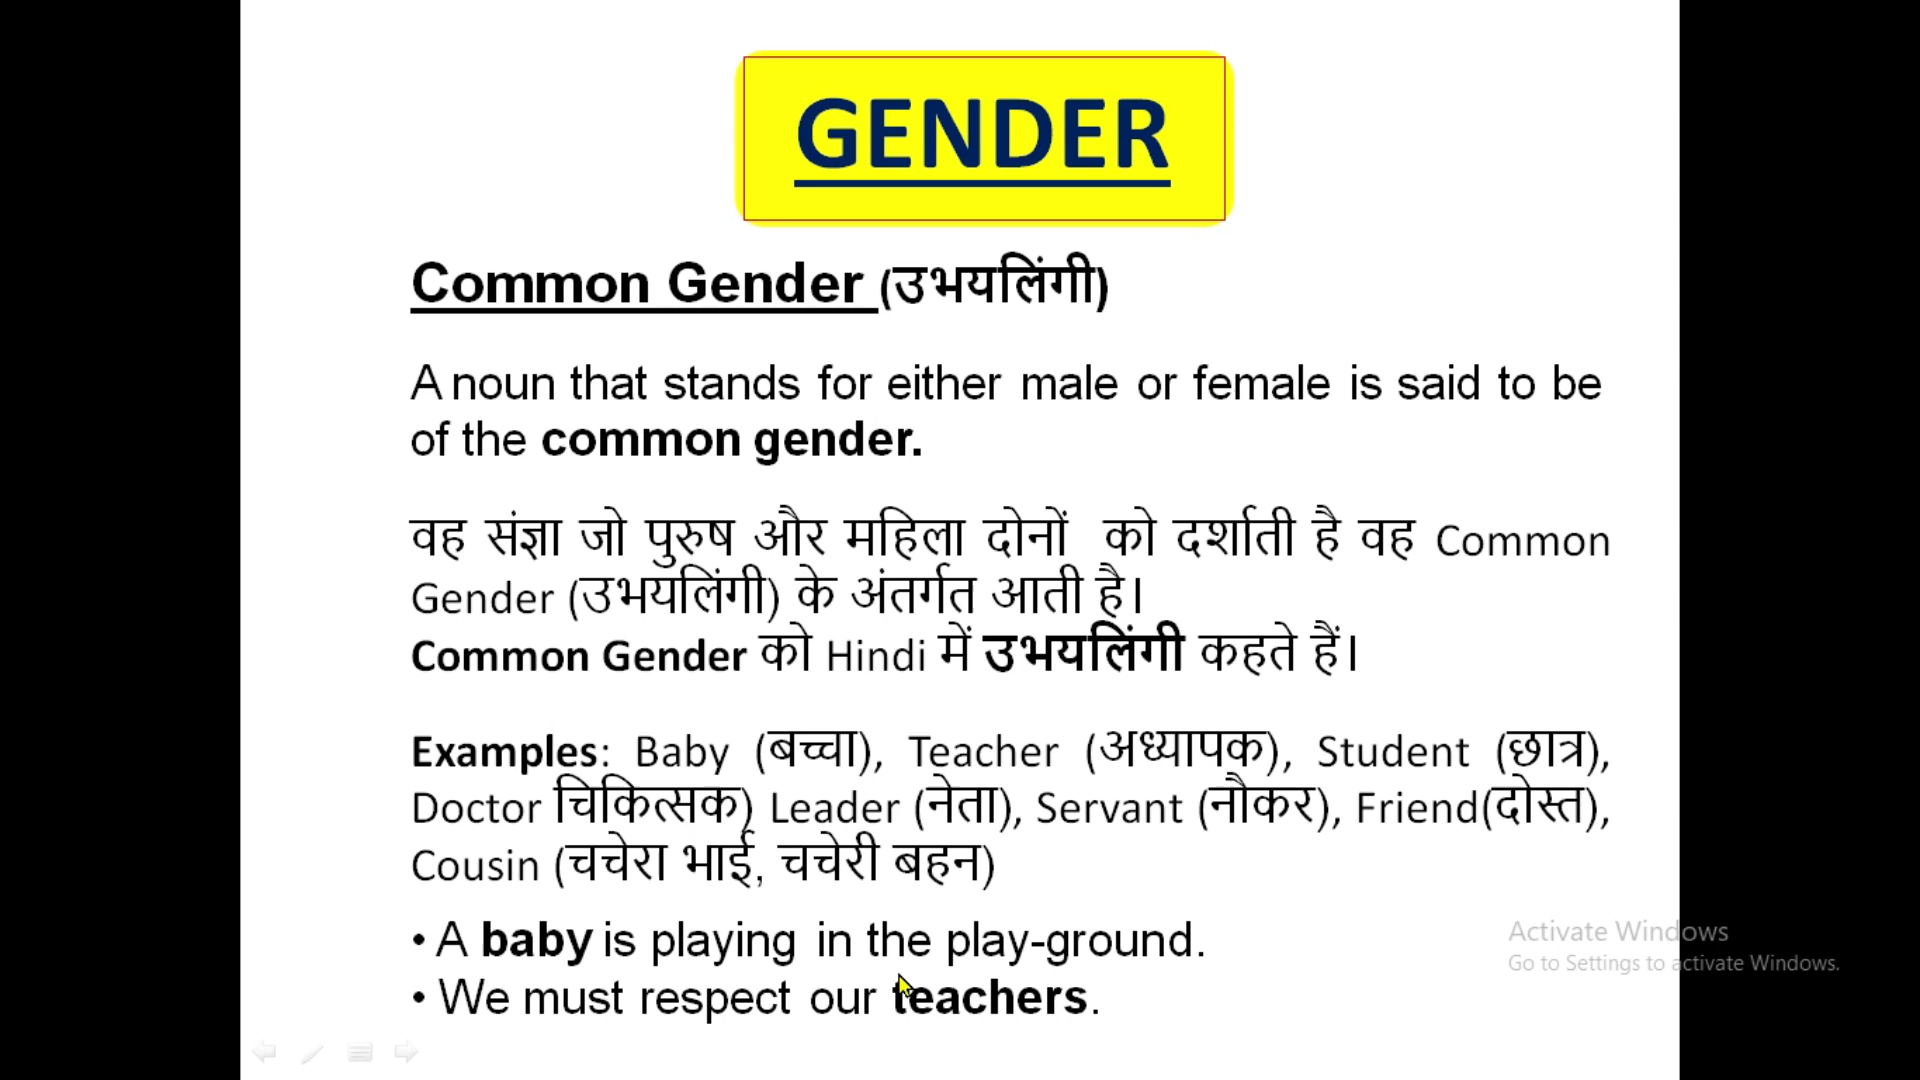 GENDER
Common Gender (उभयलिंगी)
A noun that stands for either male or female is said to be
of the common gender.
वह संज्ञा जो पुरुष और महिला दोनों को दर्शाती है वह Common
Gender (उभयलिंगी) के अंतर्गत आती है।
Common Gender को Hindi में उभयलिंगी कहते हैं।
Examples: Baby (बच्चा), Teacher (अध्यापक), Student (छात्र),
Doctor चिकित्सक) Leader (नेता), Servant (नौकर), Friend(दोस्त),
Cousin (चचेरा भाई, चचेरी बहन)
• A baby is playing in the play-ground.
• We must respect our teachers.
Activate Windows
Go to Settings to activate Windows.